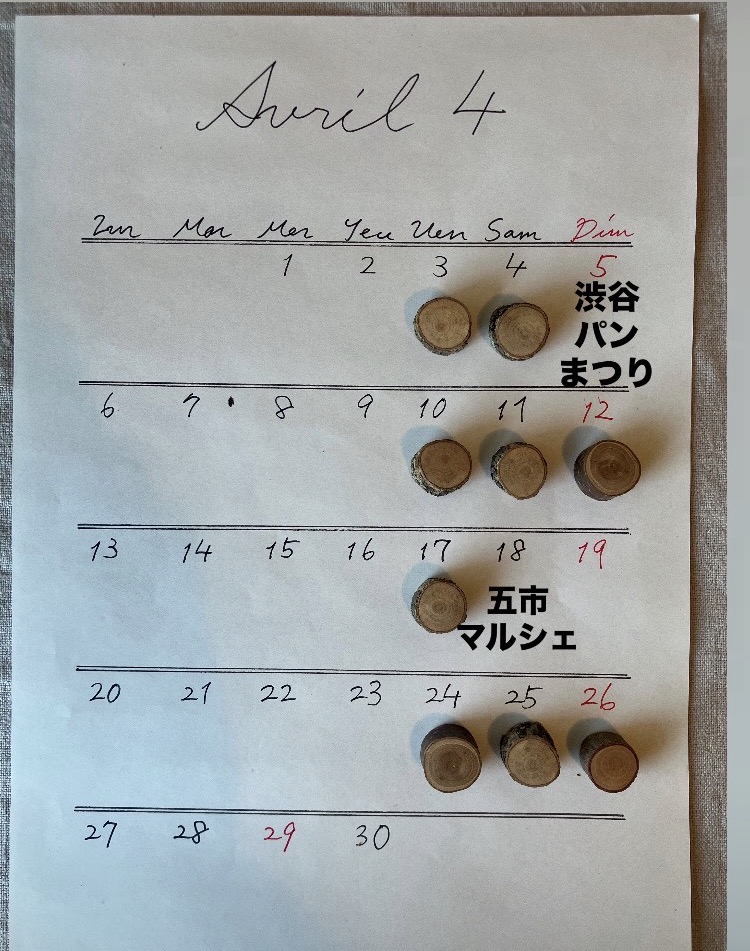 Avril 4
Lun Mar Mer Jeu Ven Sam Dim
1 2 3 4 5
渋谷
パン
まつり
6 7 8 9 10 11 12
13 14 15 16 17 18 19
五市
マルシェ
20 21 22 23 24 25 26
27 28 29 30